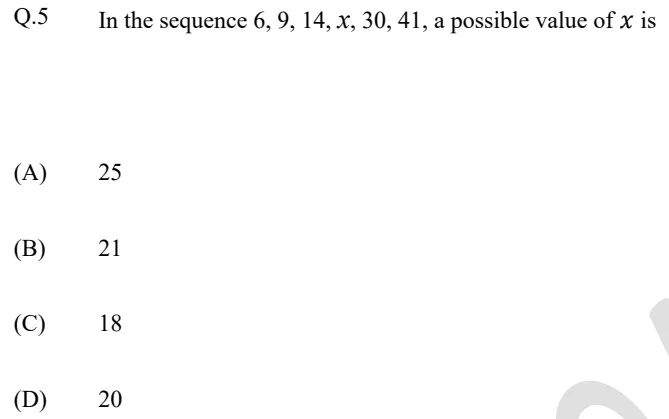 Q.5 In the sequence 6, 9, 14, x, 30, 41, a possible value of x is
(A) 25
(B) 21
(C) 18
(D) 20